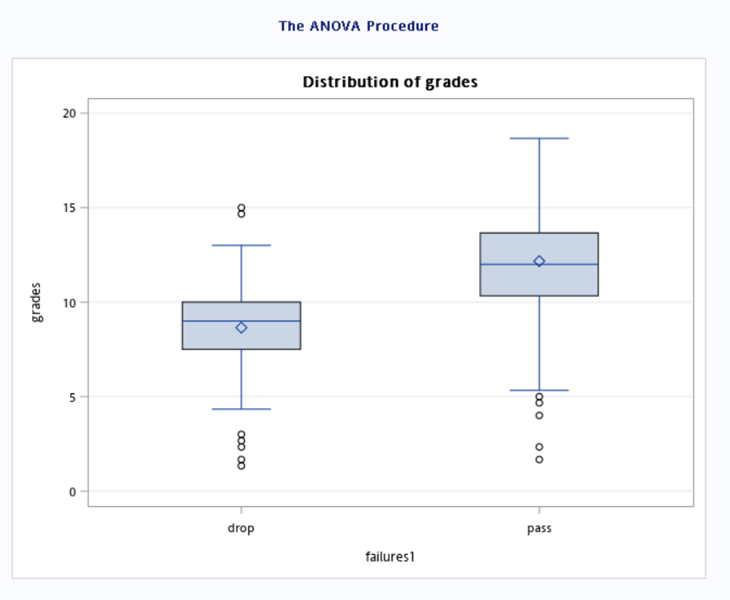 The ANOVA Procedure
Distribution of grades
20
15
10
5
0
grades
drop
pass
failures1